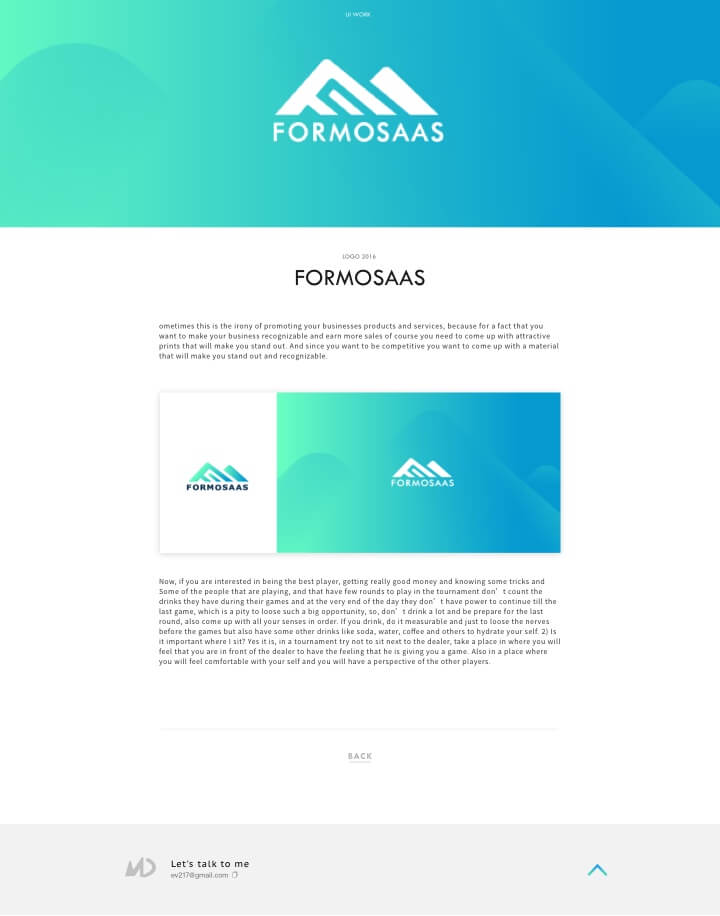 UI WORK
FORMOSAAS
LOGO 2016
FORMOSAAS
ometimes this is the irony of promoting your businesses products and services, because for a fact that you
want to make your business recognizable and earn more sales of course you need to come up with attractive
prints that will make you stand out. And since you want to be competitive you want to come up with a material
that will make you stand out and recognizable.
FORMOSAAS
FORMOSAAS
Now, if you are interested in being the best player, getting really good money and knowing some tricks and
Some of the people that are playing, and that have few rounds to play in the tournament don’t count the
drinks they have during their games and at the very end of the day they don’t have power to continue till the
last game, which is a pity to loose such a big opportunity, so, don’t drink a lot and be prepare for the last
round, also come up with all your senses in order. If you drink, do it measurable and just to loose the nerves
before the games but also have some other drinks like soda, water, coffee and others to hydrate your self. 2) Is
it important where I sit? Yes it is, in a tournament try not to sit next to the dealer, take a place in where you will
feel that you are in front of the dealer to have the feeling that he is giving you a game. Also in a place where
you will feel comfortable with your self and you will have a perspective of the other players.
BACK
Let's talk to me
ev217@gmail.com